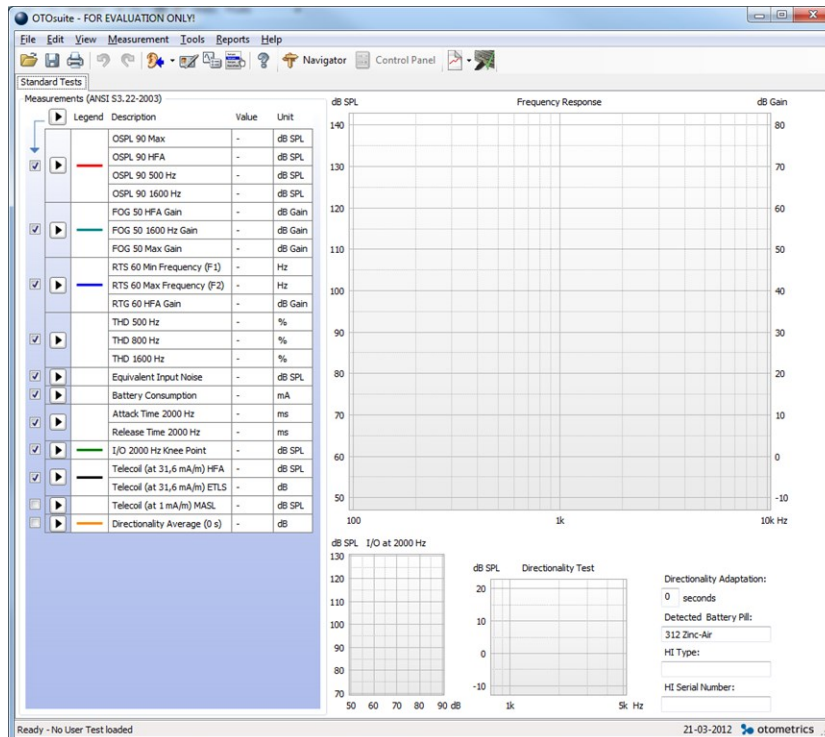 OTOsuite - FOR EVALUATION ONLY!
File Edit View Measurement Tools Reports Help
Navigator Control Panel
Standard Tests
Measurements (ANSI S3.22-2003)
Legend Description Value Unit
OSPL 90 Max - dB SPL
OSPL 90 HFA - dB SPL
OSPL 90 500 Hz - dB SPL
OSPL 90 1600 Hz - dB SPL
FOG 50 HFA Gain - dB Gain
FOG 50 1600 Hz Gain - dB Gain
FOG 50 Max Gain - dB Gain
RTS 60 Min Frequency (F1) - Hz
RTS 60 Max Frequency (F2) - Hz
RTG 60 HFA Gain - dB Gain
THD 500 Hz - %
THD 800 Hz - %
THD 1600 Hz - %
Equivalent Input Noise - dB SPL
Battery Consumption - mA
Attack Time 2000 Hz - ms
Release Time 2000 Hz - ms
I/O 2000 Hz Knee Point - dB SPL
Telecoil (at 31,6 mA/m) HFA - dB SPL
Telecoil (at 31,6 mA/m) ETLS - dB
Telecoil (at 1 mA/m) MASL - dB SPL
Directionality Average (0 s) - dB
dB SPL Frequency Response dB Gain
140 80
130 70
120 60
110 50
100 40
90 30
80 20
70 10
60 0
50 -10
100 1k 10k Hz
dB SPL I/O at 2000 Hz
130
120
110
100
90
80
70
50 60 70 80 90 dB
dB SPL Directionality Test
20
10
0
-10
1k 5k Hz
Directionality Adaptation:
0 seconds
Detected Battery Pill:
312 Zinc-Air
HI Type:
HI Serial Number:
Ready - No User Test loaded 21-03-2012 otometrics